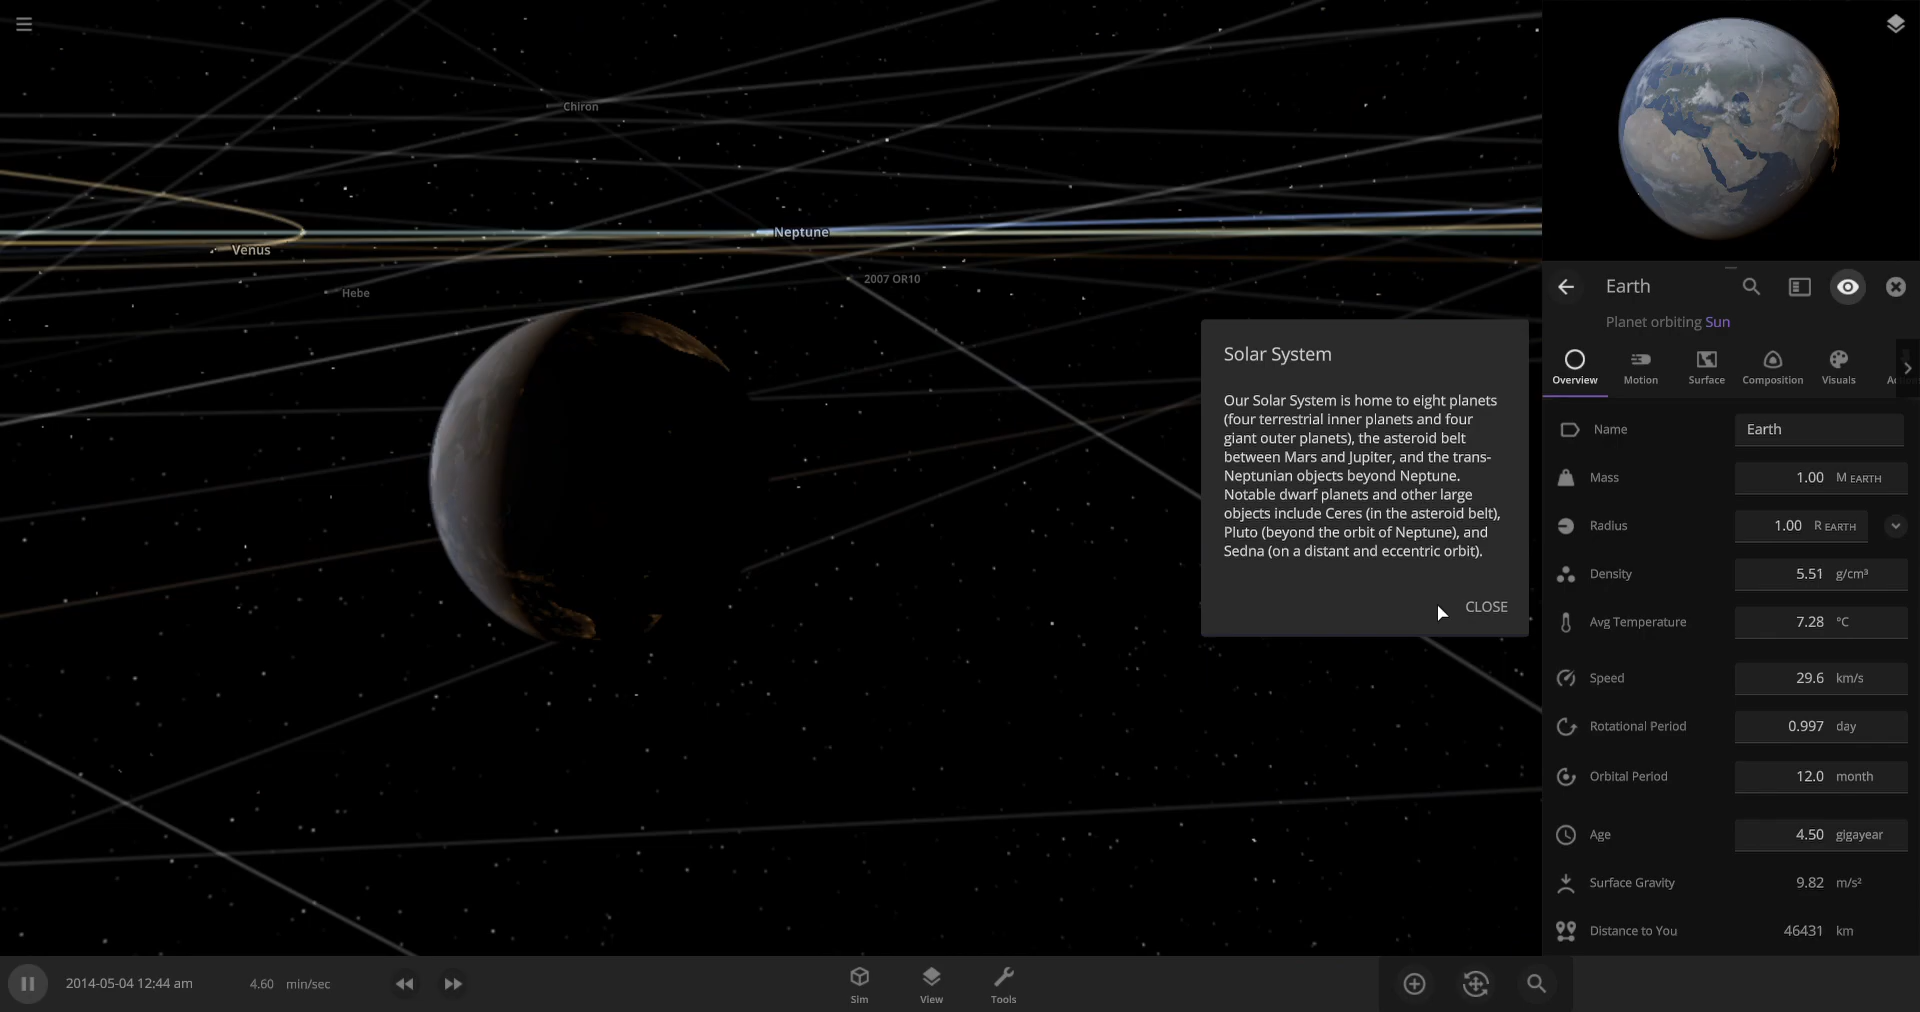 Chiron
Neptune
Venus
2007 OR10
Hebe
Solar System
Our Solar System is home to eight planets
(four terrestrial inner planets and four
giant outer planets), the asteroid belt
between Mars and Jupiter, and the trans-
Neptunian objects beyond Neptune.
Notable dwarf planets and other large
objects include Ceres (in the asteroid belt),
Pluto (beyond the orbit of Neptune), and
Sedna (on a distant and eccentric orbit).
CLOSE
Earth
Planet orbiting Sun
Overview Motion Surface Composition Visuals
Name Earth
Mass 1.00 M EARTH
Radius 1.00 R EARTH
Density 5.51 g/cm³
Avg Temperature 7.28 °C
Speed 29.6 km/s
Rotational Period 0.997 day
Orbital Period 12.0 month
Age 4.50 gigayear
Surface Gravity 9.82 m/s²
Distance to You 46431 km
2014-05-04 12:44 am 4.60 min/sec
Sim View Tools